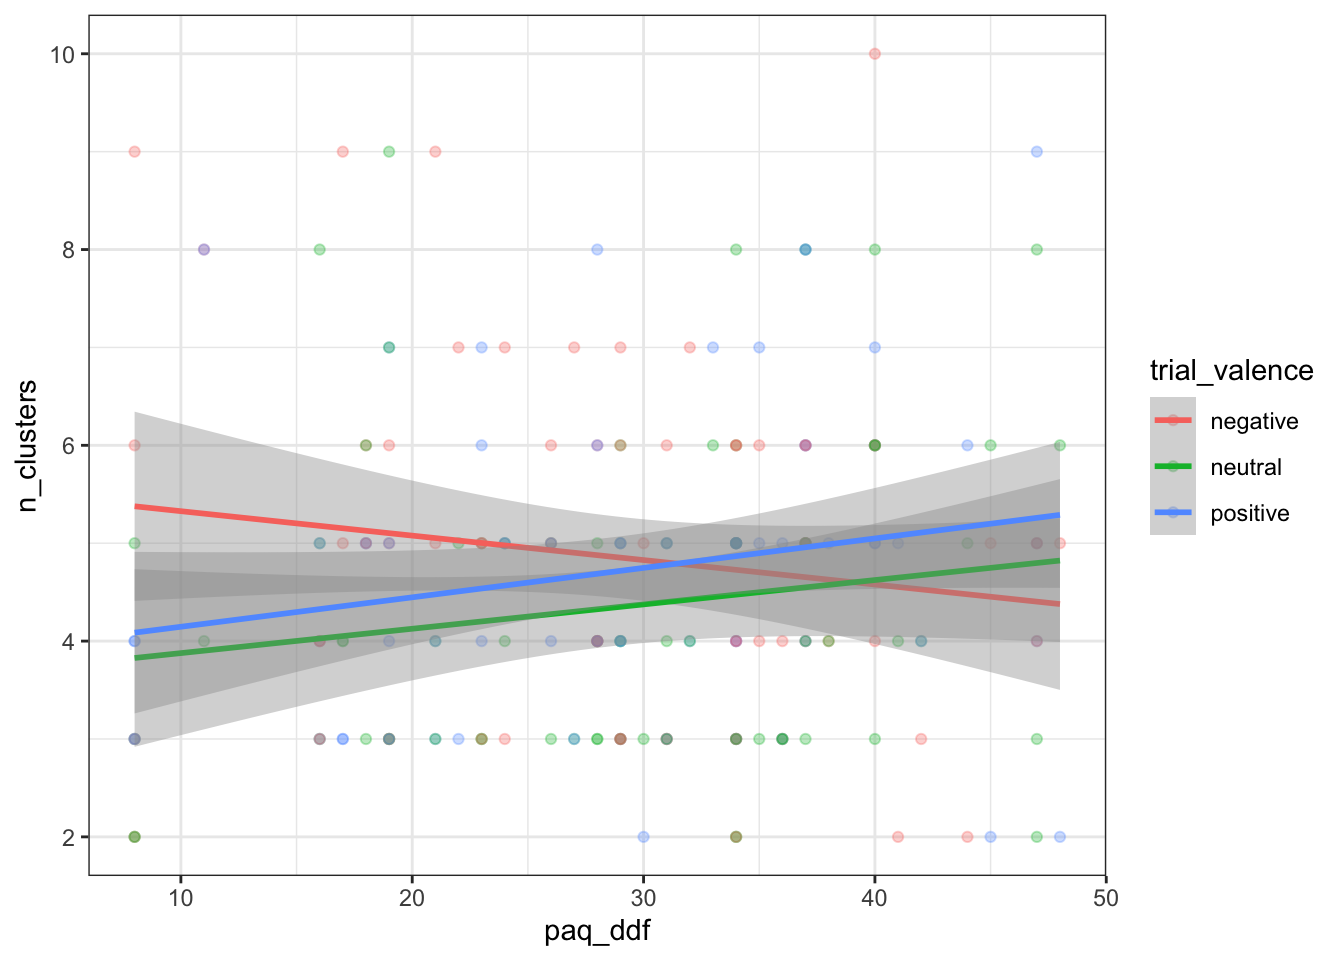 10
8
6
4
2
n_clusters
10 20 30 40 50
paq_ddf
trial_valence
negative
neutral
positive